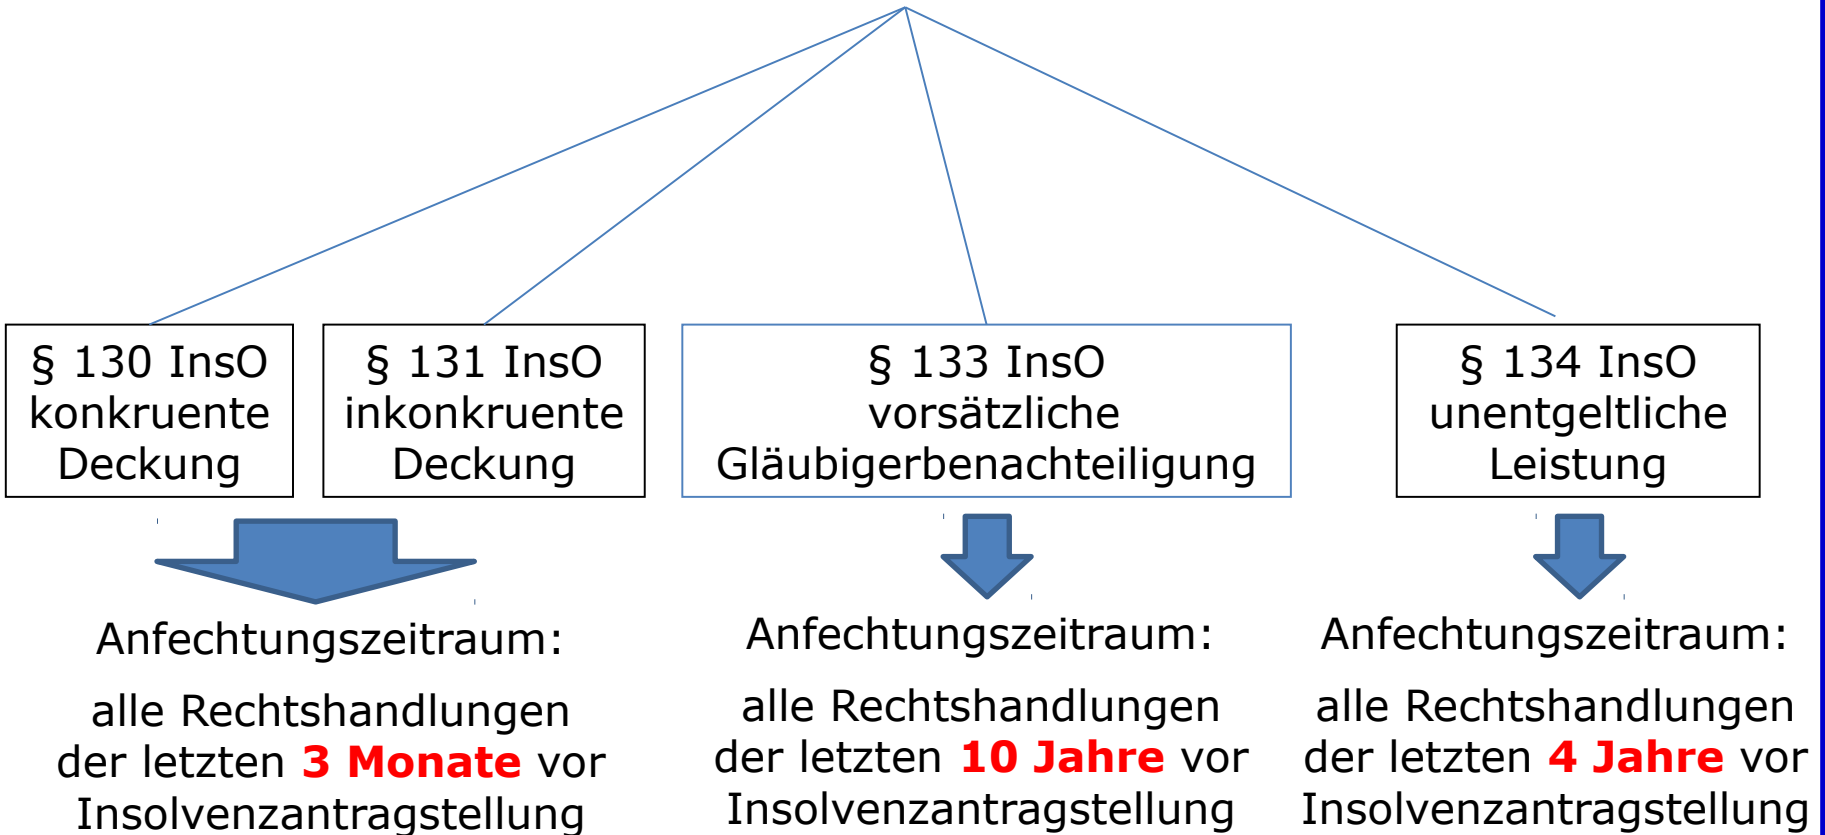 § 130 InsO
konkruente
Deckung
§ 131 InsO
inkonkruente
Deckung
§ 133 InsO
vorsätzliche
Gläubigerbenachteiligung
§ 134 InsO
unentgeltliche
Leistung
Anfechtungszeitraum:
alle Rechtshandlungen
der letzten 3 Monate vor
Insolvenzantragstellung
Anfechtungszeitraum:
alle Rechtshandlungen
der letzten 10 Jahre vor
Insolvenzantragstellung
Anfechtungszeitraum:
alle Rechtshandlungen
der letzten 4 Jahre vor
Insolvenzantragstellung